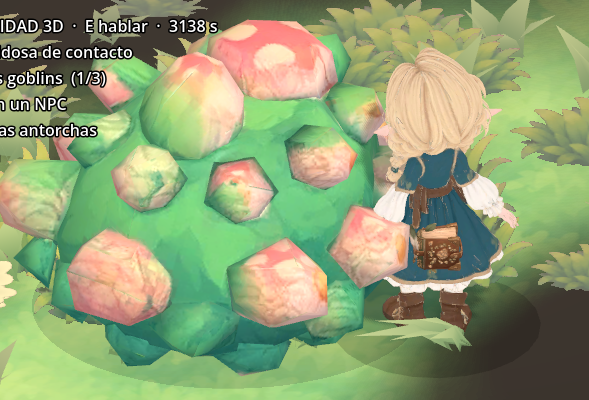 IDAD 3D · E hablar · 3138 s
dosa de contacto
s goblins (1/3)
n un NPC
as antorchas